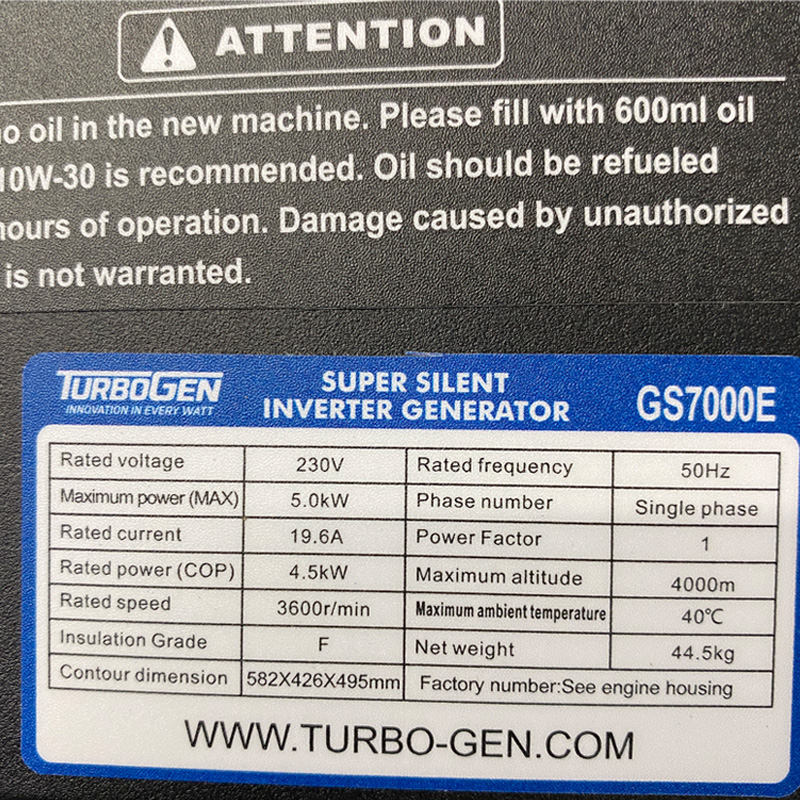 ATTENTION
o oil in the new machine. Please fill with 600ml oil
10W-30 is recommended. Oil should be refueled
hours of operation. Damage caused by unauthorized
is not warranted.
TURBOGEN
INNOVATION IN EVERY WATT
SUPER SILENT
INVERTER GENERATOR
GS7000E
Rated voltage 230V Rated frequency 50Hz
Maximum power (MAX) 5.0kW Phase number Single phase
Rated current 19.6A Power Factor 1
Rated power (COP) 4.5kW Maximum altitude 4000m
Rated speed 3600r/min Maximum ambient temperature 40℃
Insulation Grade F Net weight 44.5kg
Contour dimension 582X426X495mm Factory number:See engine housing
WWW.TURBO-GEN.COM